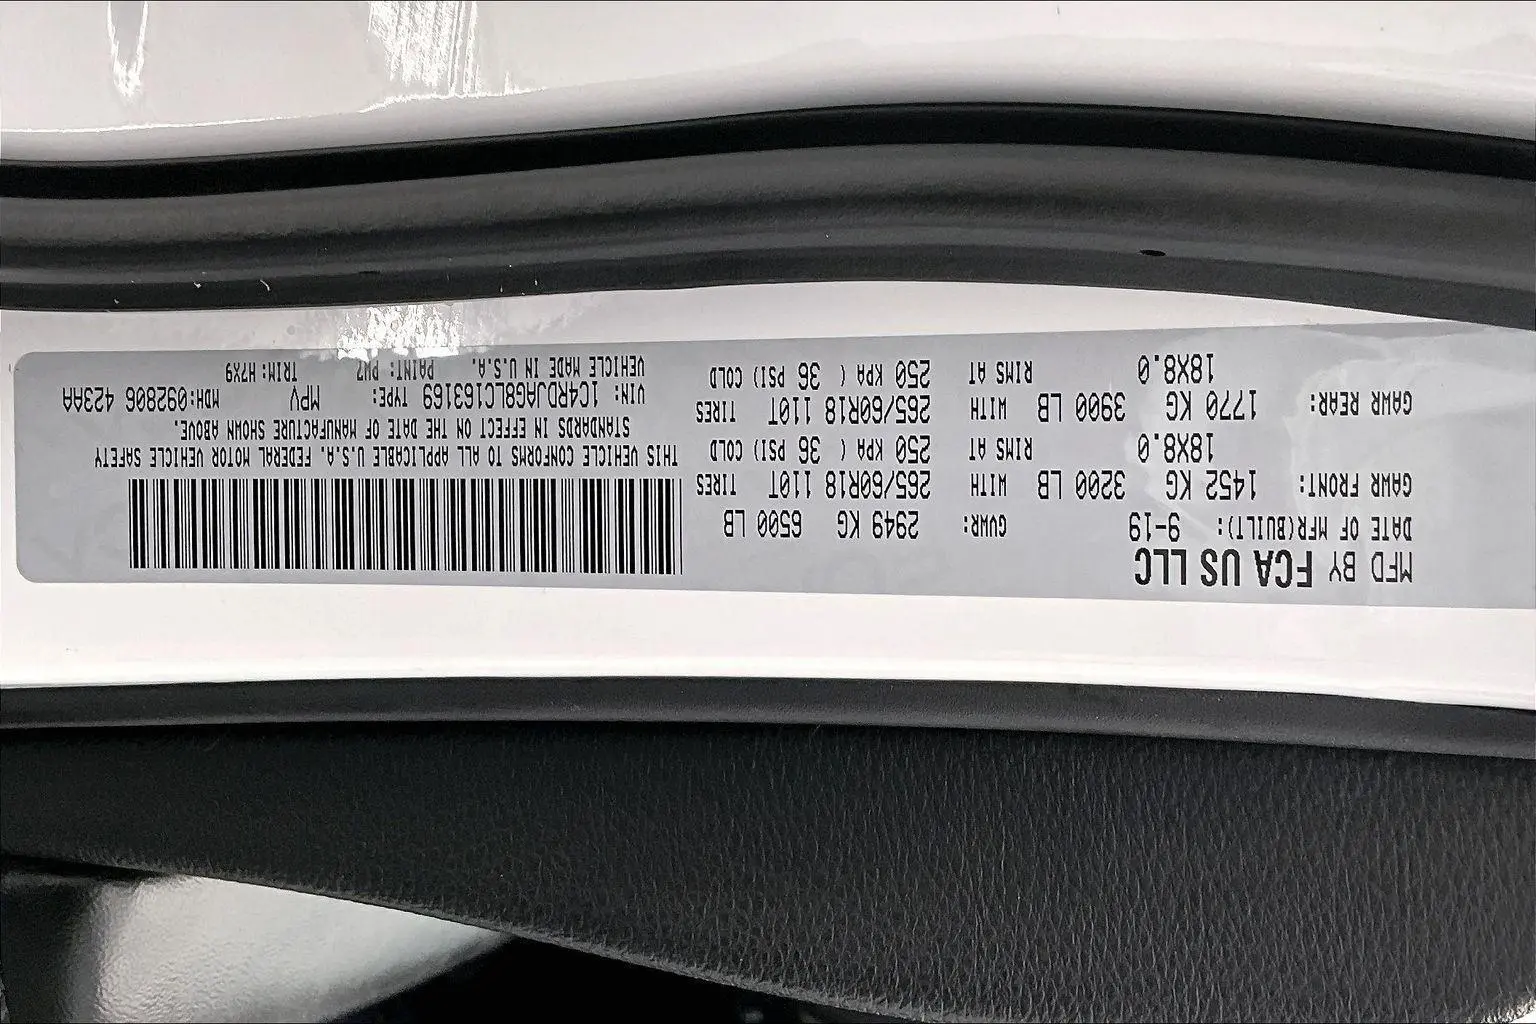 MFD BY FCA US LLC
DATE OF MFR(BUILT): 9-19 GVWR: 2949 KG 6500 LB
GAWR FRONT: 1452 KG 3200 LB WITH TIRES 265/60R18 110T
18X8.0 RIMS AT 250 KPA ( 36 PSI) COLD
GAWR REAR: 1770 KG 3900 LB WITH TIRES 265/60R18 110T
18X8.0 RIMS AT 250 KPA ( 36 PSI) COLD
THIS VEHICLE CONFORMS TO ALL APPLICABLE U.S.A. FEDERAL MOTOR VEHICLE SAFETY
STANDARDS IN EFFECT ON THE DATE OF MANUFACTURE SHOWN ABOVE.
VIN: 1C4RDJAG8LC163169 TYPE: MPV MDH:092806 423AA
VEHICLE MADE IN U.S.A. PAINT: PW7 TRIM: H7X9